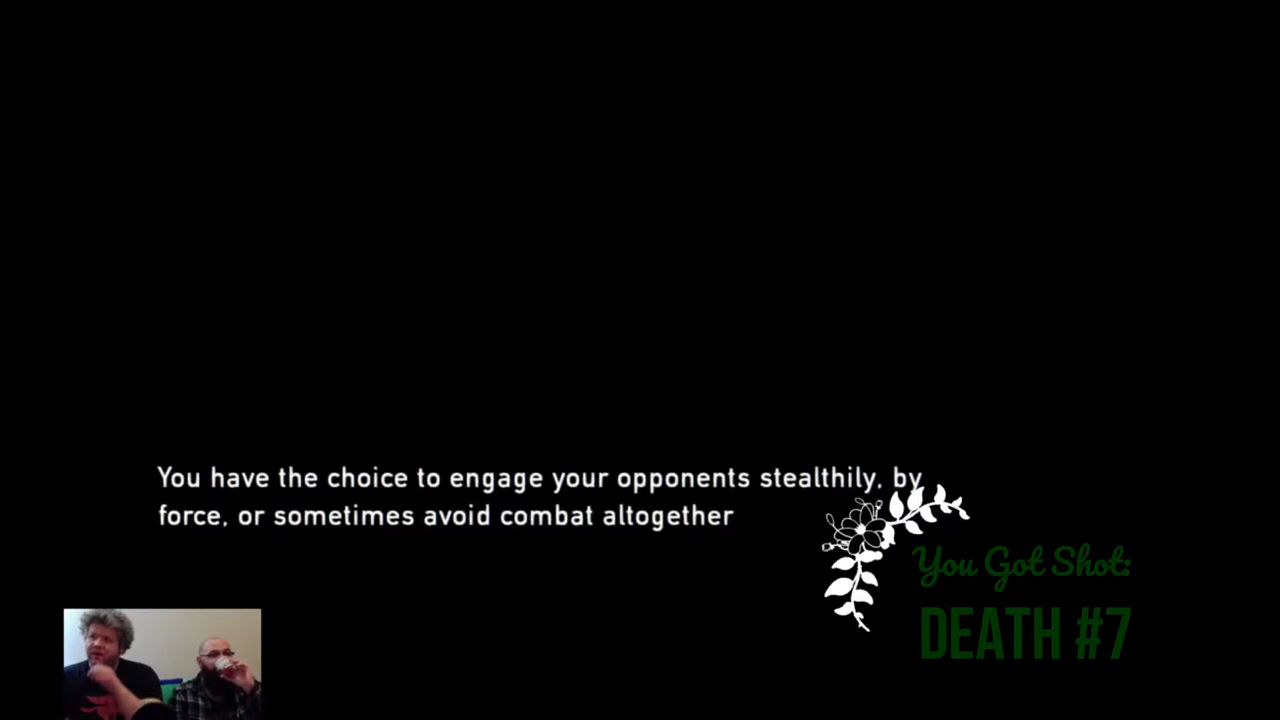 You have the choice to engage your opponents stealthily, by
force, or sometimes avoid combat altogether
You Got Shot:
DEATH #7